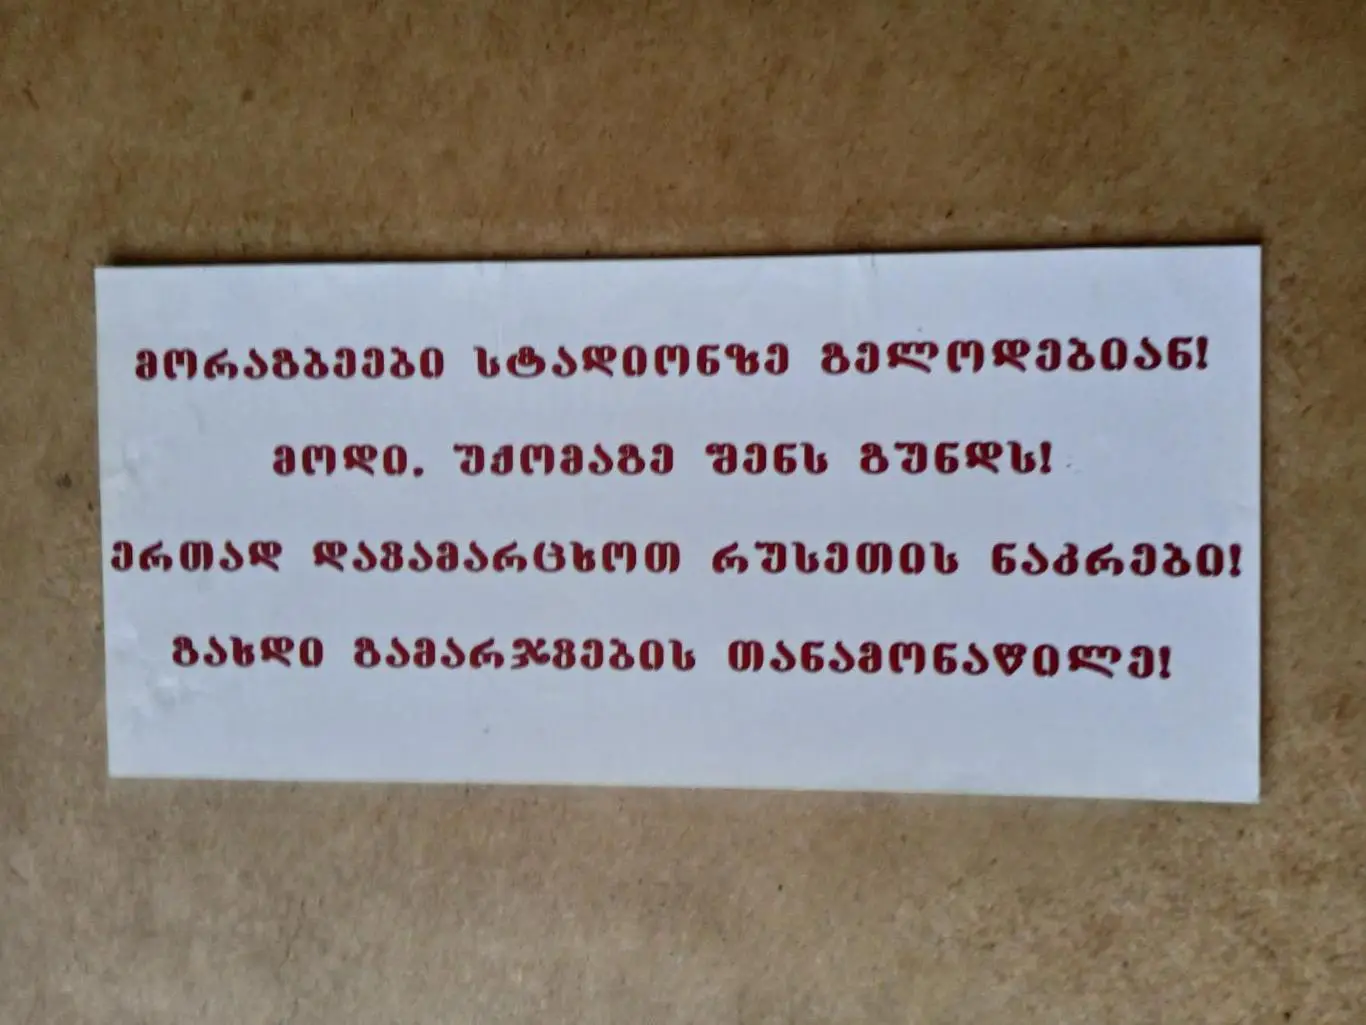 მორაგბეები სტადიონზე გელოდებიან!
მოდი. უქომაგე შენს გუნდს!
ერთად დავამარცხოთ რუსეთის ნაკრები!
გახდი გამარჯვების თანამონაწილე!